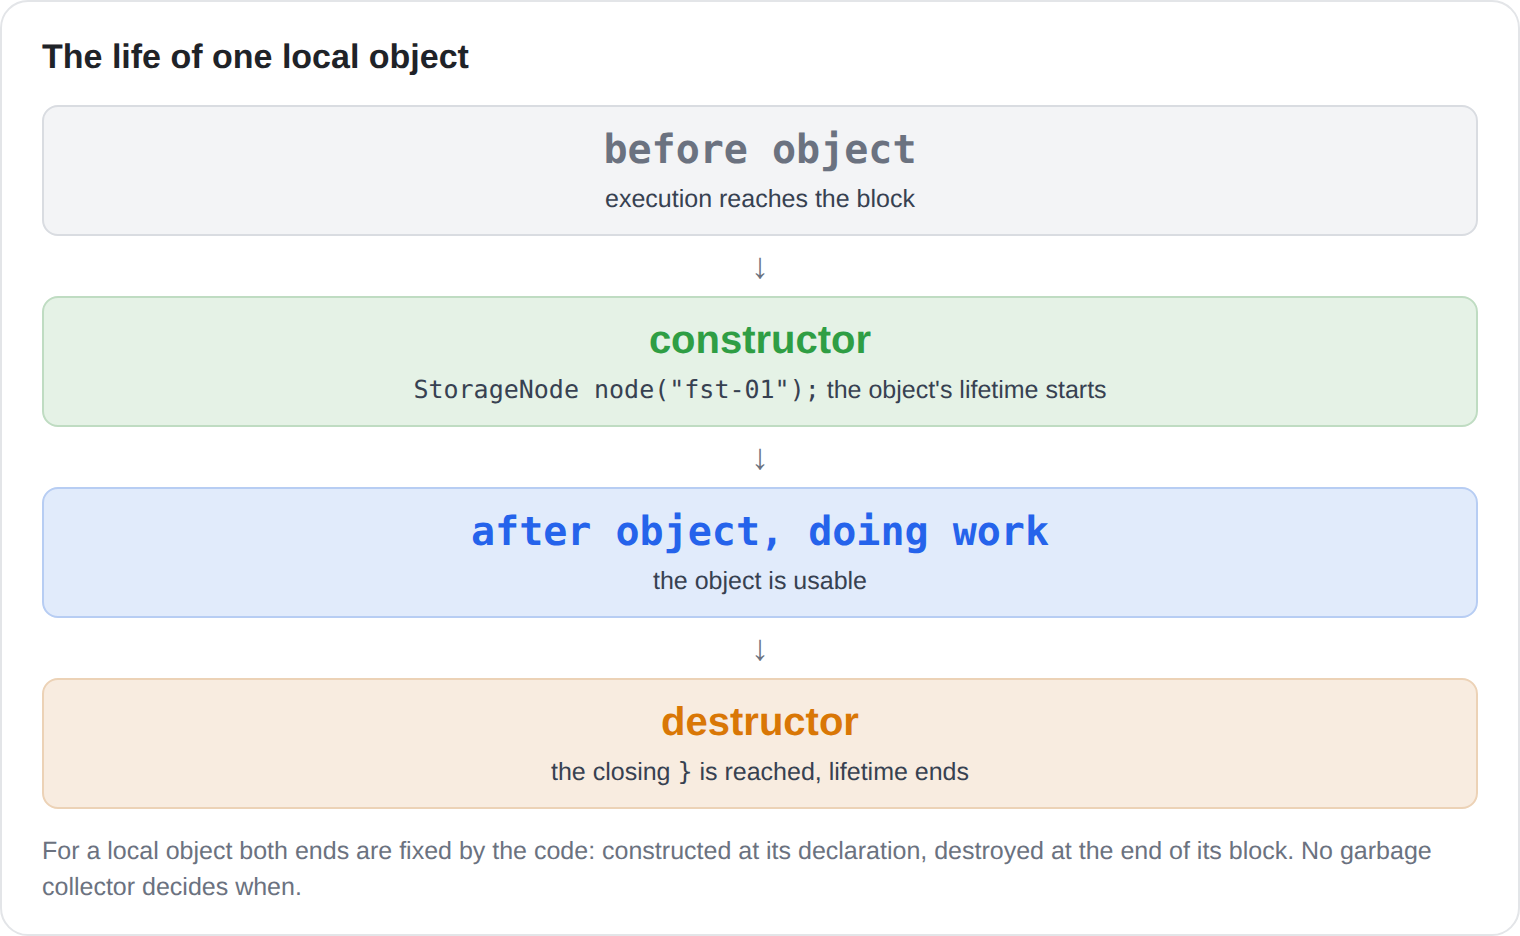 The life of one local object
before object
execution reaches the block
↓
constructor
StorageNode node("fst-01"); the object's lifetime starts
↓
after object, doing work
the object is usable
↓
destructor
the closing } is reached, lifetime ends
For a local object both ends are fixed by the code: constructed at its declaration, destroyed at the end of its block. No garbage
collector decides when.